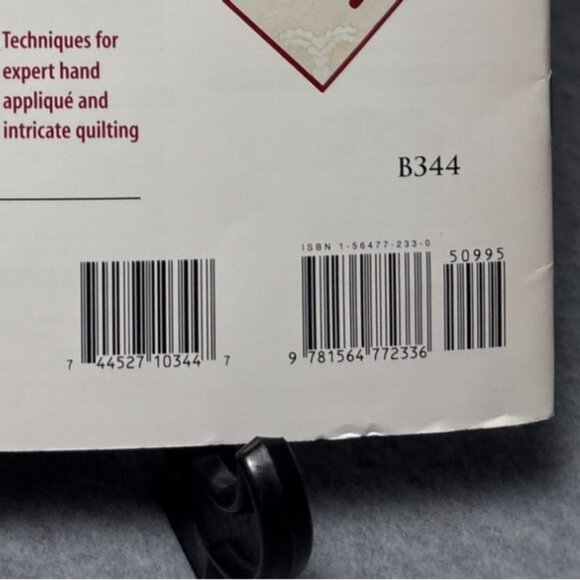 Techniques for
expert hand
appliqué and
intricate quilting
B344
ISBN 1-56477-233-0
50995
7 44527 10344 7
9 781564 772336